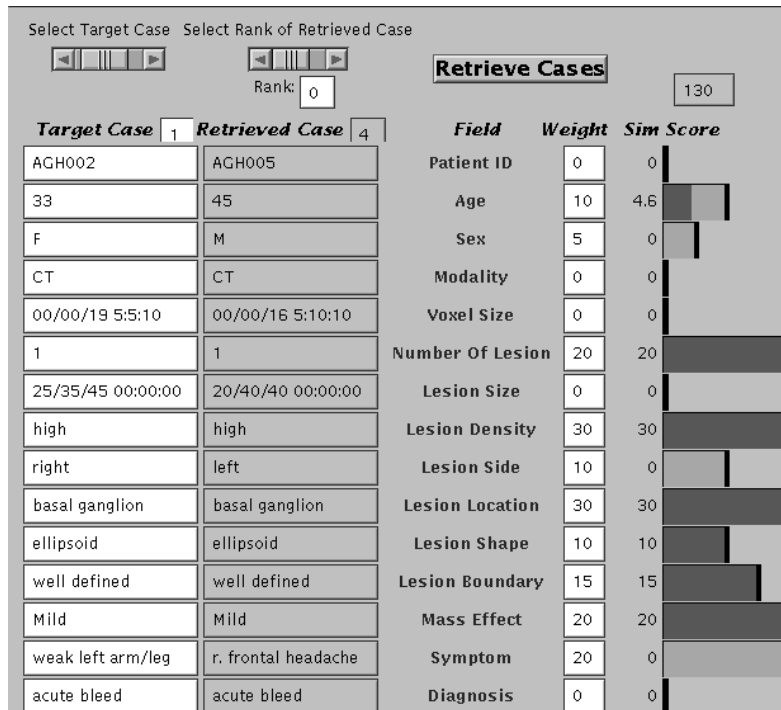 Select Target Case Select Rank of Retrieved Case
Retrieve Cases
Rank: 0
130
Target Case 1 Retrieved Case 4 Field Weight Sim Score
AGH002 AGH005 Patient ID 0 0
33 45 Age 10 4.6
F M Sex 5 0
CT CT Modality 0 0
00/00/19 5:5:10 00/00/16 5:10:10 Voxel Size 0 0
1 1 Number Of Lesion 20 20
25/35/45 00:00:00 20/40/40 00:00:00 Lesion Size 0 0
high high Lesion Density 30 30
right left Lesion Side 10 0
basal ganglion basal ganglion Lesion Location 30 30
ellipsoid ellipsoid Lesion Shape 10 10
well defined well defined Lesion Boundary 15 15
Mild Mild Mass Effect 20 20
weak left arm/leg r. frontal headache Symptom 20 0
acute bleed acute bleed Diagnosis 0 0